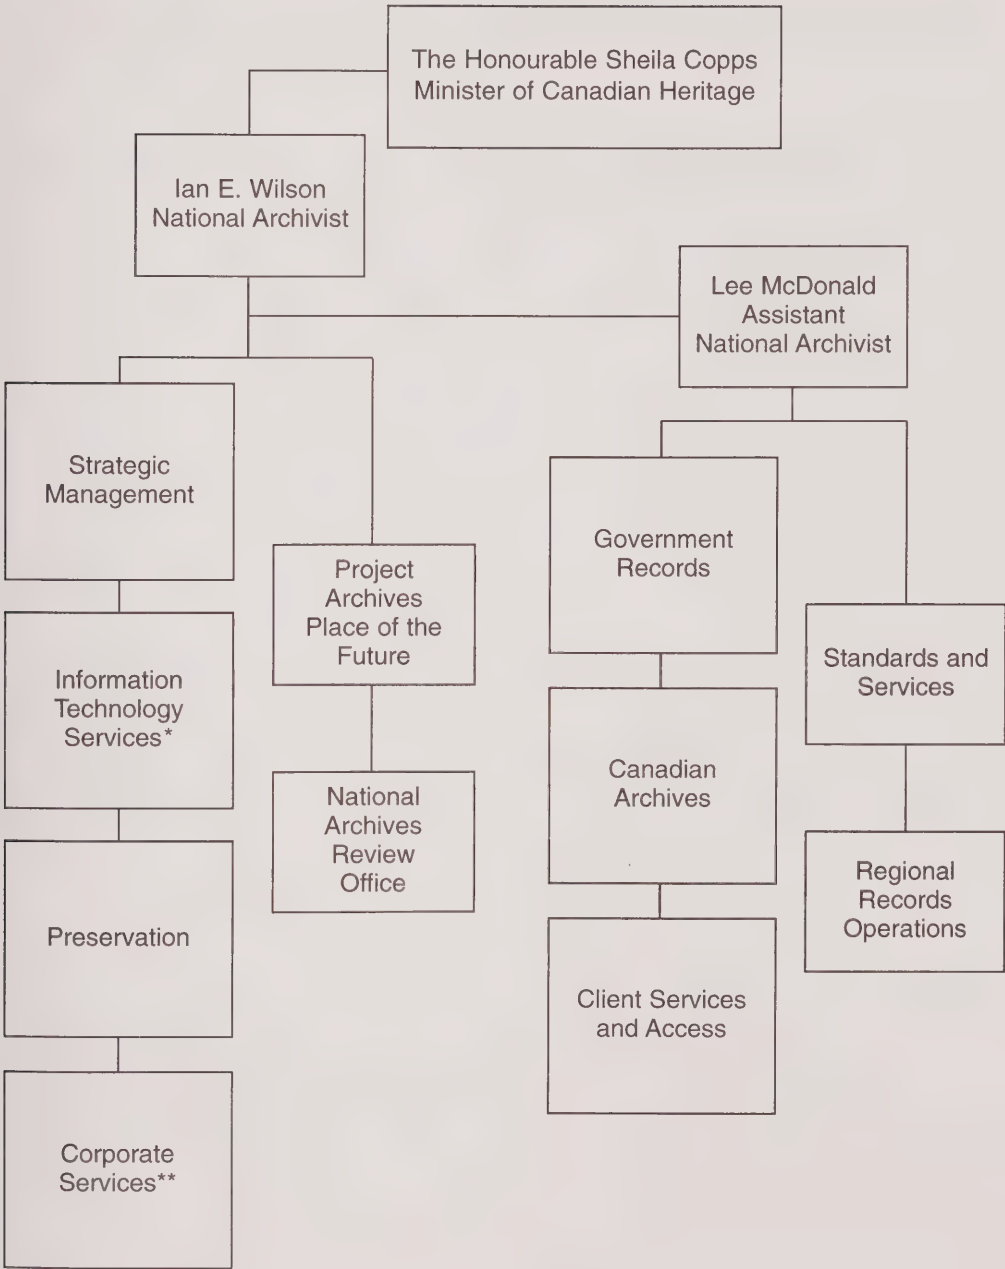 The Honourable Sheila Copps
Minister of Canadian Heritage
Ian E. Wilson
National Archivist
Lee McDonald
Assistant
National Archivist
Strategic
Management
Information
Technology
Services*
Preservation
Corporate
Services**
Project
Archives
Place of the
Future
National
Archives
Review
Office
Government
Records
Canadian
Archives
Client Services
and Access
Standards and
Services
Regional
Records
Operations